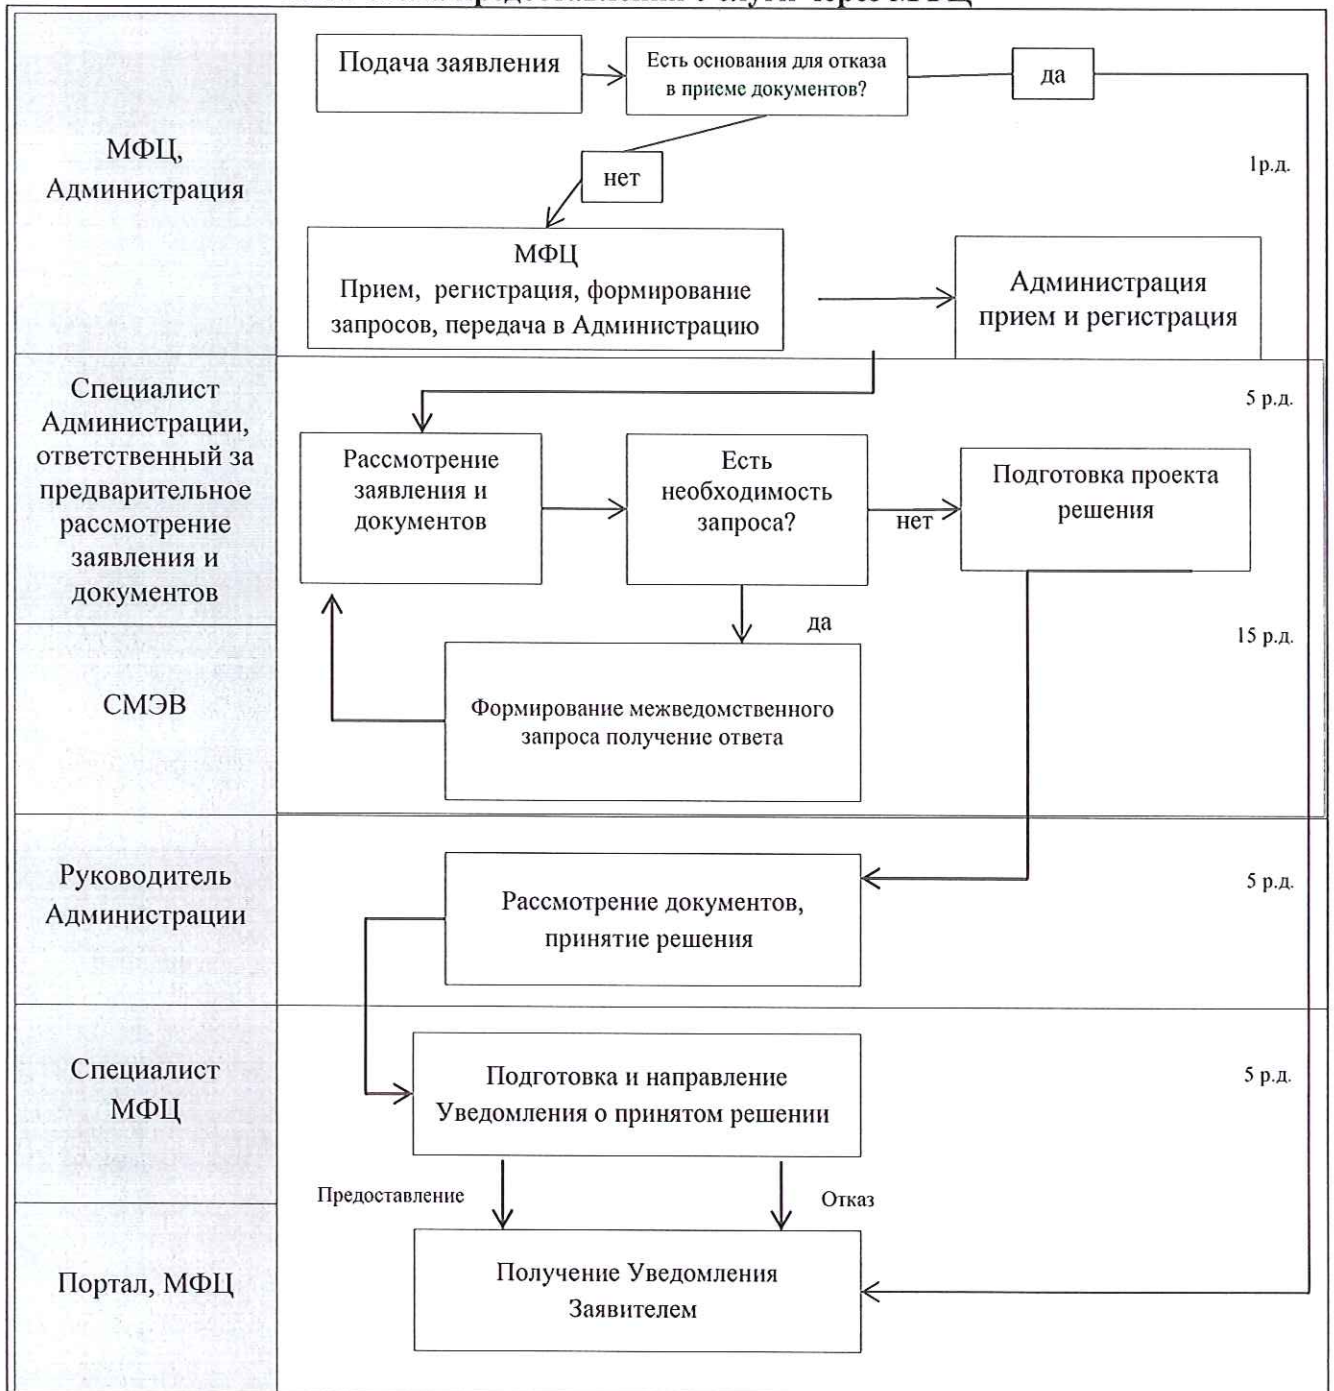 предоставления
через МФЦ
МФЦ,
Администрация
Подача заявления
Есть основания для отказа
в приеме документов?
да
нет
1р.д.
МФЦ
Прием, регистрация, формирование
запросов, передача в Администрацию
Администрация
прием и регистрация
Специалист
Администрации,
ответственный за
предварительное
рассмотрение
заявления и
документов
5 р.д.
Рассмотрение
заявления и
документов
Есть
необходимость
запроса?
нет
Подготовка проекта
решения
да
15 р.д.
СМЭВ
Формирование межведомственного
запроса получение ответа
Руководитель
Администрации
5 р.д.
Рассмотрение документов,
принятие решения
Специалист
МФЦ
5 р.д.
Подготовка и направление
Уведомления о принятом решении
Предоставление
Отказ
Портал, МФЦ
Получение Уведомления
Заявителем